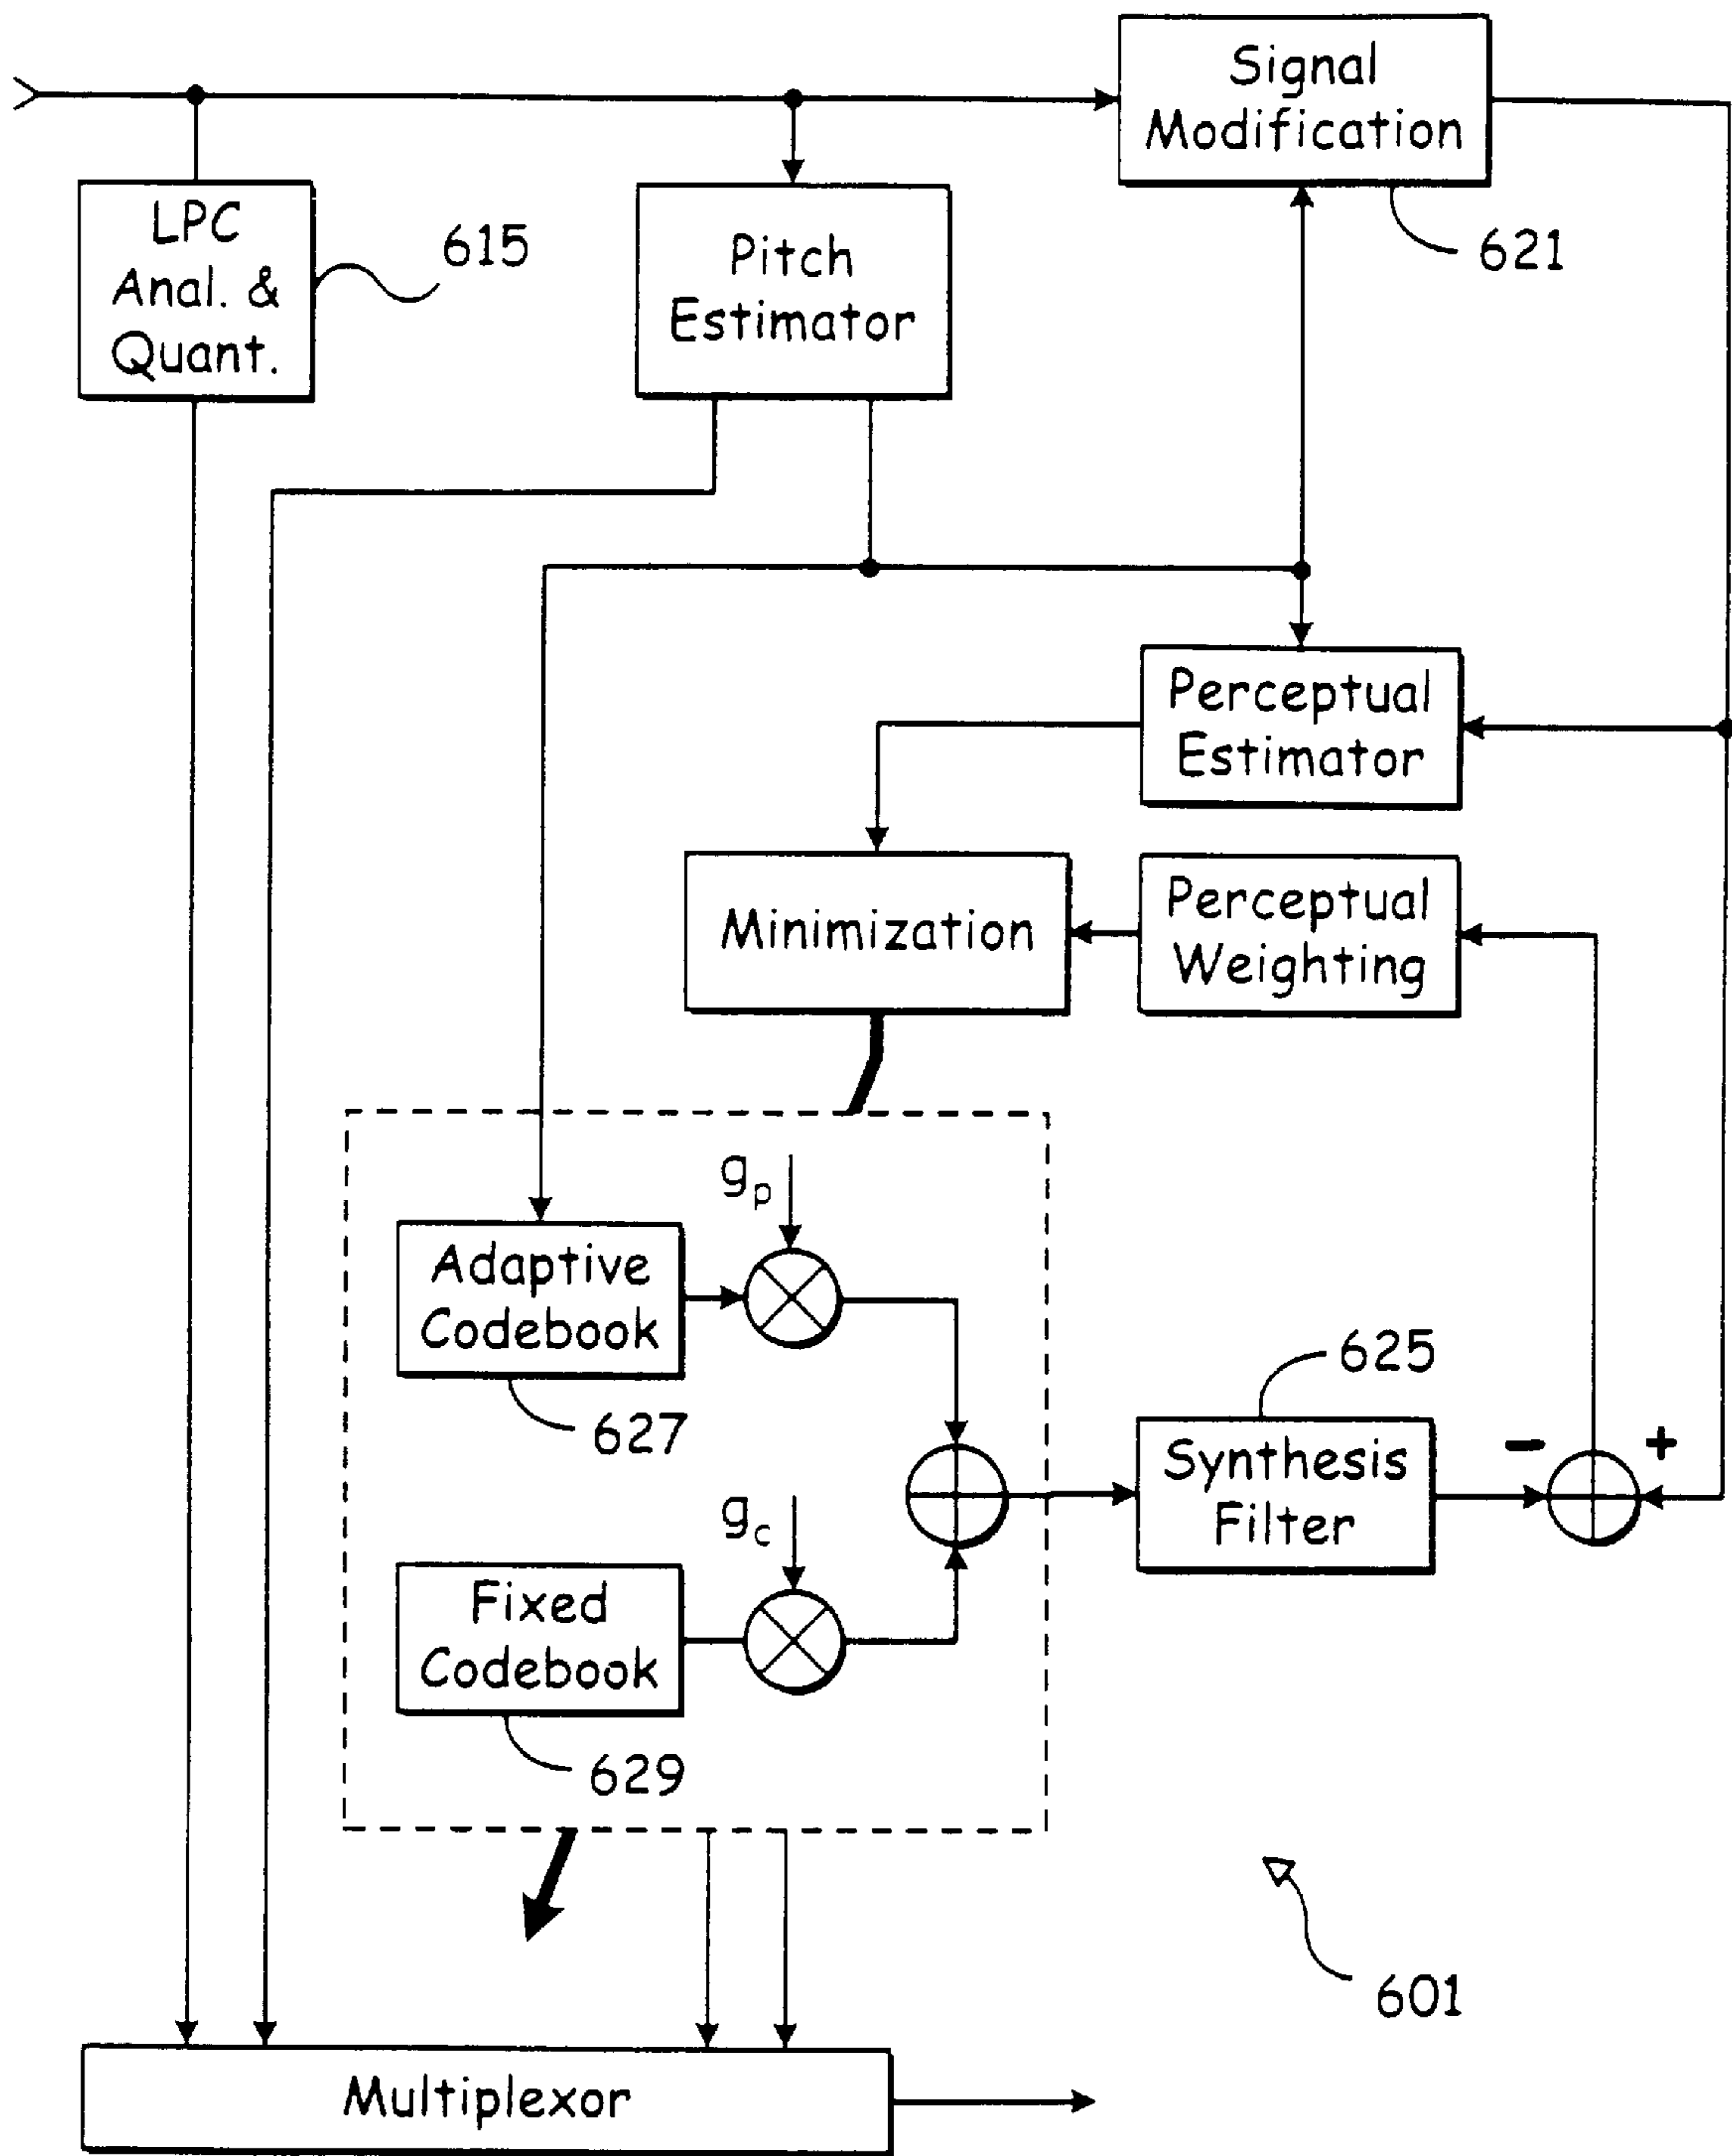 Signal
Modification
621
LPC
Anal. &
Quant.
615
Pitch
Estimator
Perceptual
Estimator
Minimization
Perceptual
Weighting
gp
Adaptive
Codebook
627
625
Synthesis
Filter
−
+
gc
Fixed
Codebook
629
601
Multiplexor